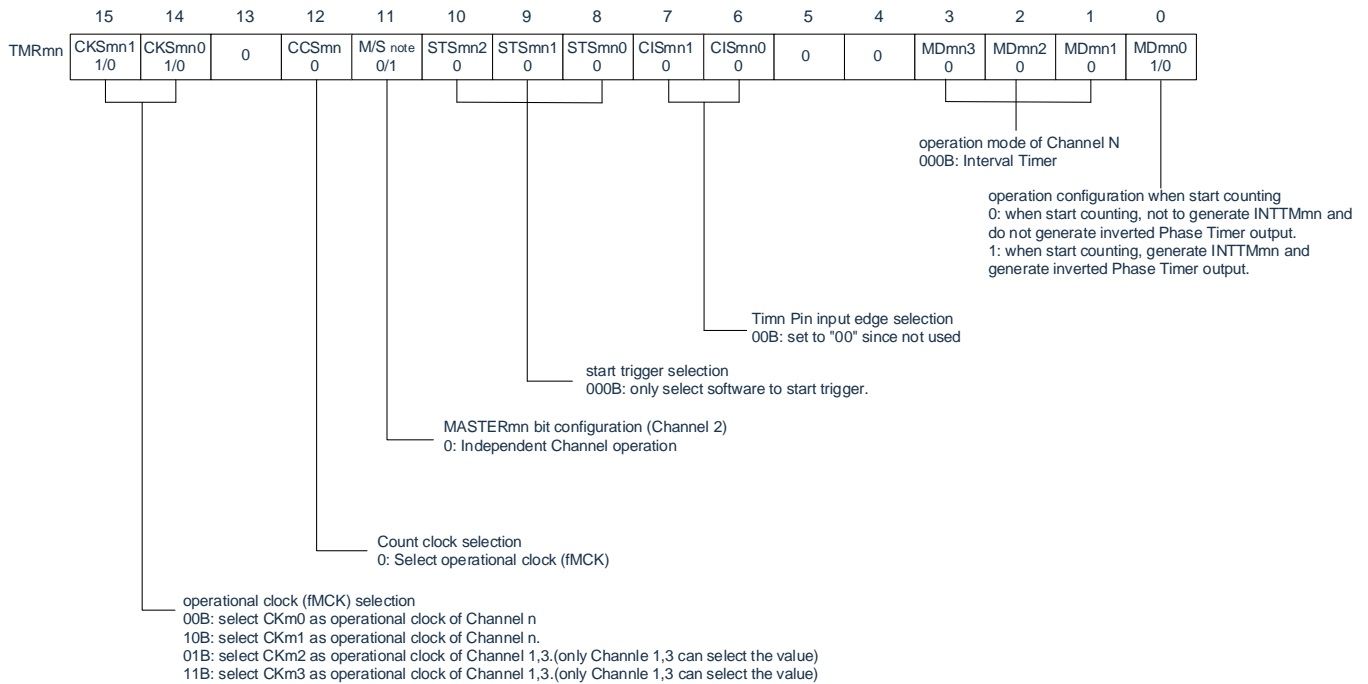 15 14 13 12 11 10 9 8 7 6 5 4 3 2 1 0
TMRmn CKSmn1 CKSmn0 0 CCSmn M/S note STSmn2 STSmn1 STSmn0 CISmn1 CISmn0 0 0 MDmn3 MDmn2 MDmn1 MDmn0
1/0 1/0 0 0/1 0 0 0 0 0 0 0 0 1/0
operation mode of Channel N
000B: Interval Timer
operation configuration when start counting
0: when start counting, not to generate INTTMmn and
do not generate inverted Phase Timer output.
1: when start counting, generate INTTMmn and
generate inverted Phase Timer output.
Timn Pin input edge selection
00B: set to "00" since not used
start trigger selection
000B: only select software to start trigger.
MASTERmn bit configuration (Channel 2)
0: Independent Channel operation
Count clock selection
0: Select operational clock (fMCK)
operational clock (fMCK) selection
00B: select CKm0 as operational clock of Channel n
10B: select CKm1 as operational clock of Channel n.
01B: select CKm2 as operational clock of Channel 1,3.(only Channle 1,3 can select the value)
11B: select CKm3 as operational clock of Channel 1,3.(only Channle 1,3 can select the value)